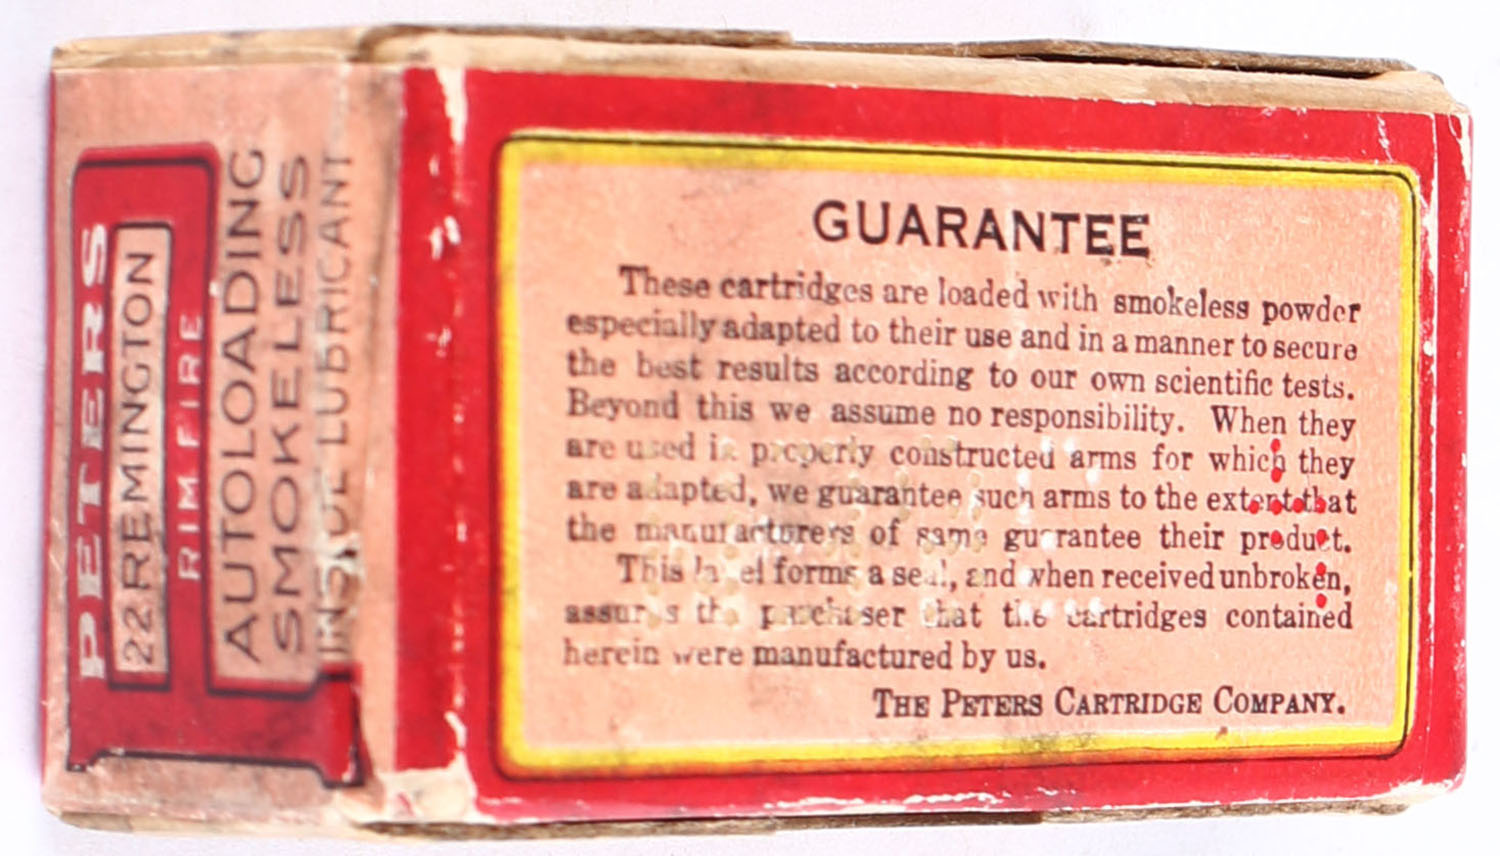 PETERS
22 REMINGTON
RIMFIRE
AUTOLOADING
SMOKELESS
INSIDE LUBRICANT
GUARANTEE
These cartridges are loaded with smokeless powder
especially adapted to their use and in a manner to secure
the best results according to our own scientific tests.
Beyond this we assume no responsibility. When they
are used in properly constructed arms for which they
are adapted, we guarantee such arms to the extent that
the manufacturers of same guarantee their product.
This label forms a seal, and when received unbroken,
assures the purchaser that the cartridges contained
herein were manufactured by us.
THE PETERS CARTRIDGE COMPANY.